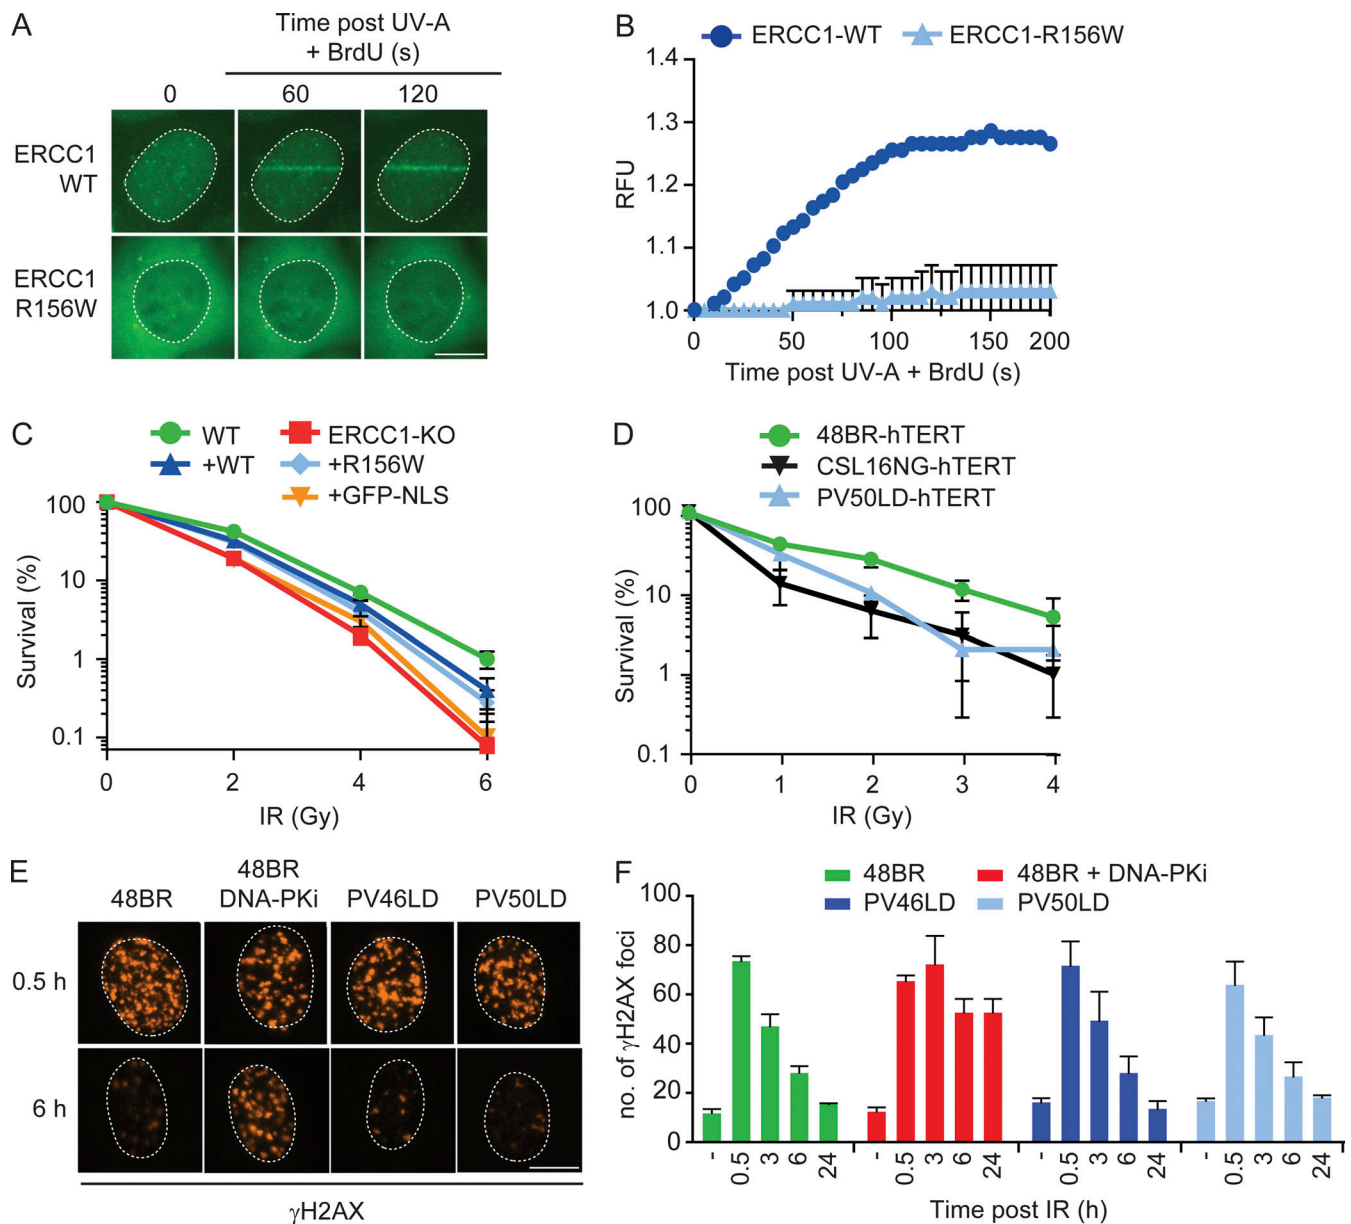 A
Time post UV-A
+ BrdU (s)
0 60 120
ERCC1
WT
ERCC1
R156W
B
ERCC1-WT ERCC1-R156W
1.4
1.3
1.2
1.1
1.0
RFU
0 50 100 150 200
Time post UV-A + BrdU (s)
C
WT ERCC1-KO
+WT +R156W
+GFP-NLS
100
10
1
0.1
Survival (%)
0 2 4 6
IR (Gy)
D
48BR-hTERT
CSL16NG-hTERT
PV50LD-hTERT
100
10
1
0.1
Survival (%)
0 1 2 3 4
IR (Gy)
E
48BR
48BR
DNA-PKi
PV46LD
PV50LD
0.5 h
6 h
γH2AX
F
48BR 48BR + DNA-PKi
PV46LD PV50LD
100
80
60
40
20
0
no. of γH2AX foci
- 0.5 3 6 24 - 0.5 3 6 24 - 0.5 3 6 24 - 0.5 3 6 24
Time post IR (h)